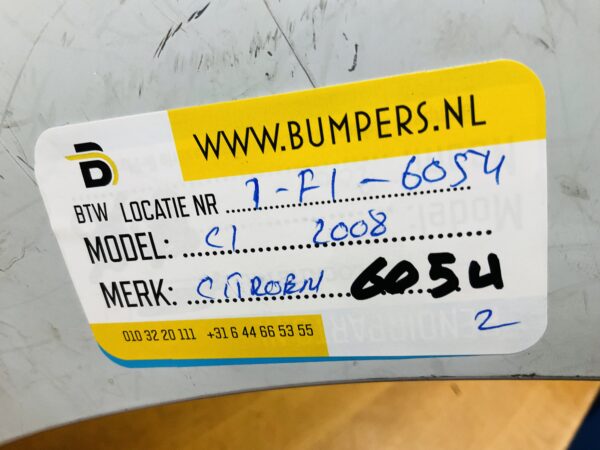 WWW.BUMPERS.NL
BTW LOCATIE NR 1-F1-6054
MODEL: C1 2008
MERK: CITROEN 6054
010 32 20 111 +31 6 44 66 53 55
2